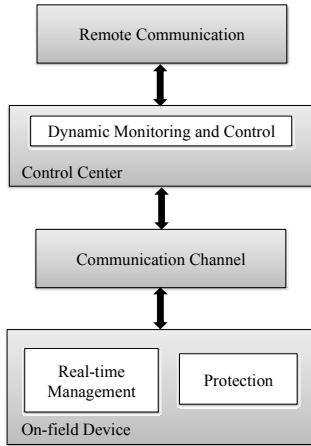 Remote Communication
Dynamic Monitoring and Control
Control Center
Communication Channel
Real-time
Management
Protection
On-field Device